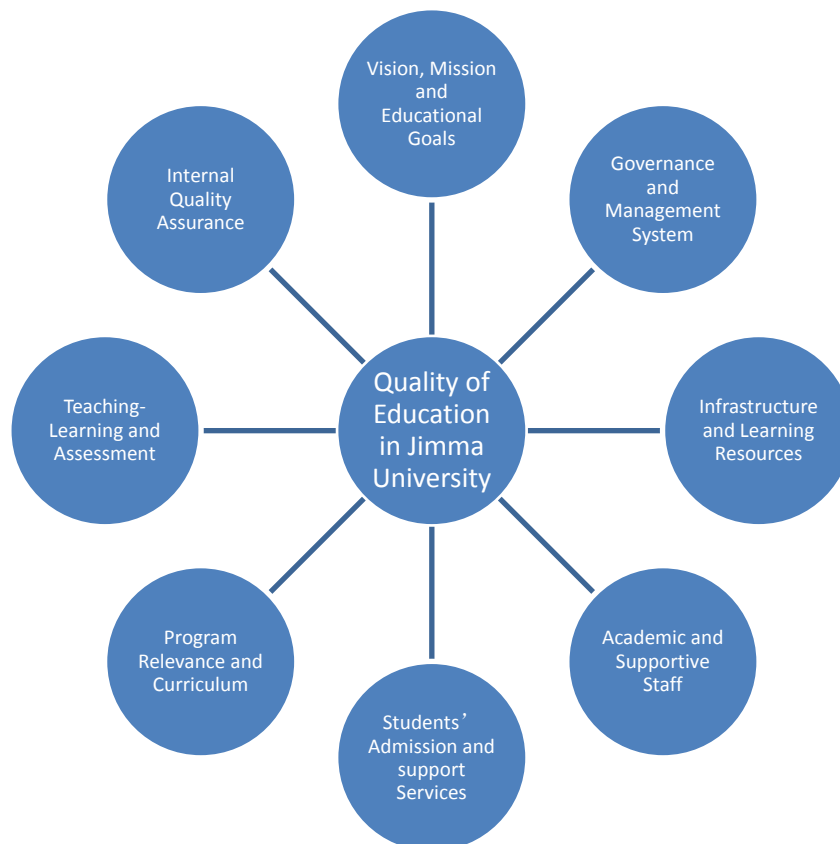 Vision, Mission
and
Educational
Goals
Governance
and
Management
System
Infrastructure
and Learning
Resources
Academic and
Supportive
Staff
Students’
Admission and
support
Services
Program
Relevance and
Curriculum
Teaching-
Learning and
Assessment
Internal
Quality
Assurance
Quality of
Education
in Jimma
University